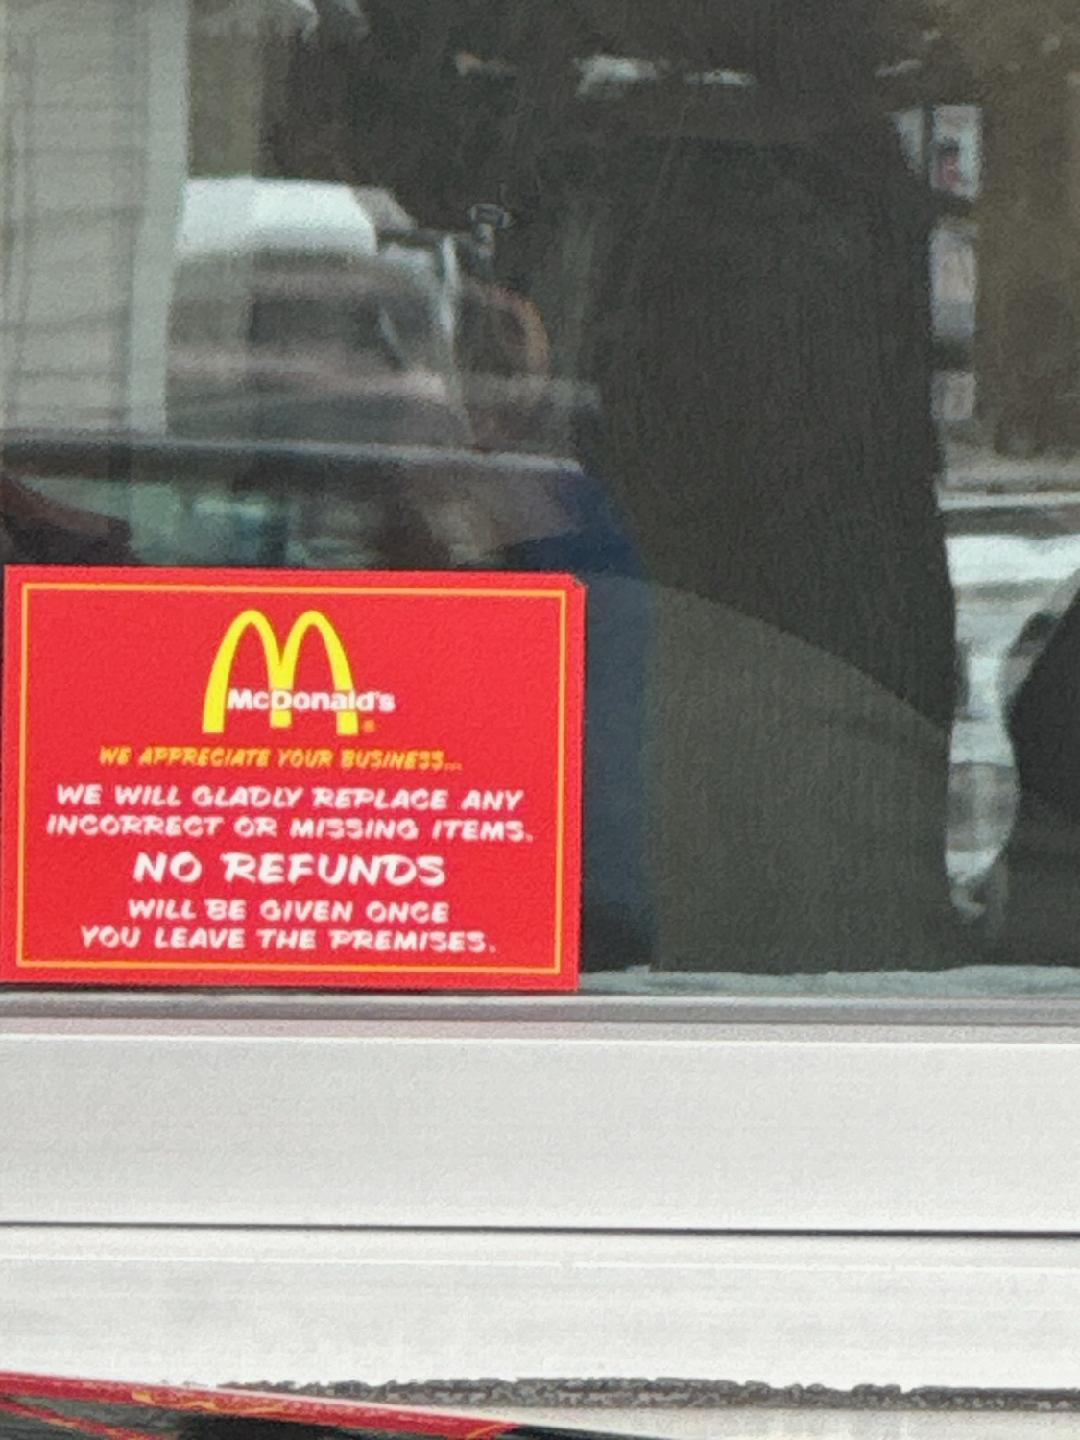 McDonald's
WE APPRECIATE YOUR BUSINESS...
WE WILL GLADLY REPLACE ANY
INCORRECT OR MISSING ITEMS.
NO REFUNDS
WILL BE GIVEN ONCE
YOU LEAVE THE PREMISES.